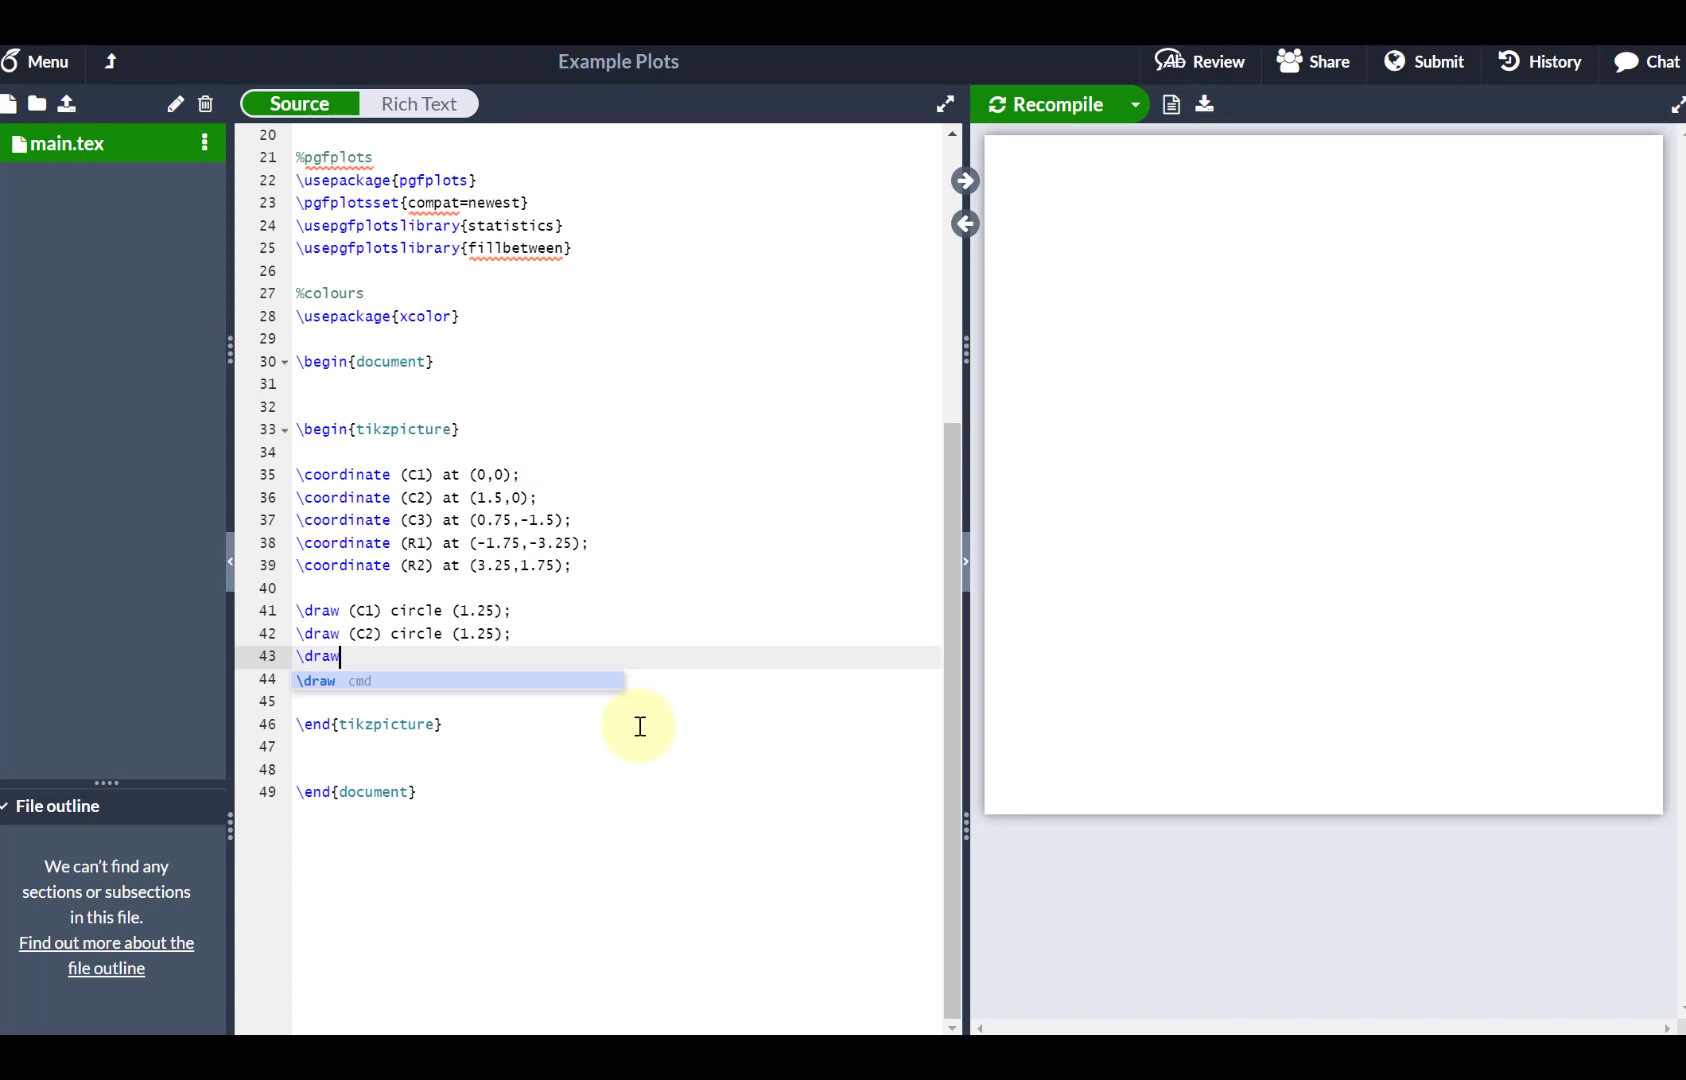 Menu
Example Plots
Review
Share
Submit
History
Chat
Source
Rich Text
Recompile
main.tex
20
21 %pgfplots
22 \usepackage{pgfplots}
23 \pgfplotsset{compat=newest}
24 \usepgfplotslibrary{statistics}
25 \usepgfplotslibrary{fillbetween}
26
27 %colours
28 \usepackage{xcolor}
29
30 \begin{document}
31
32
33 \begin{tikzpicture}
34
35 \coordinate (C1) at (0,0);
36 \coordinate (C2) at (1.5,0);
37 \coordinate (C3) at (0.75,-1.5);
38 \coordinate (R1) at (-1.75,-3.25);
39 \coordinate (R2) at (3.25,1.75);
40
41 \draw (C1) circle (1.25);
42 \draw (C2) circle (1.25);
43 \draw
44 \draw cmd
45
46 \end{tikzpicture}
47
48
49 \end{document}
File outline
We can't find any
sections or subsections
in this file.
Find out more about the
file outline